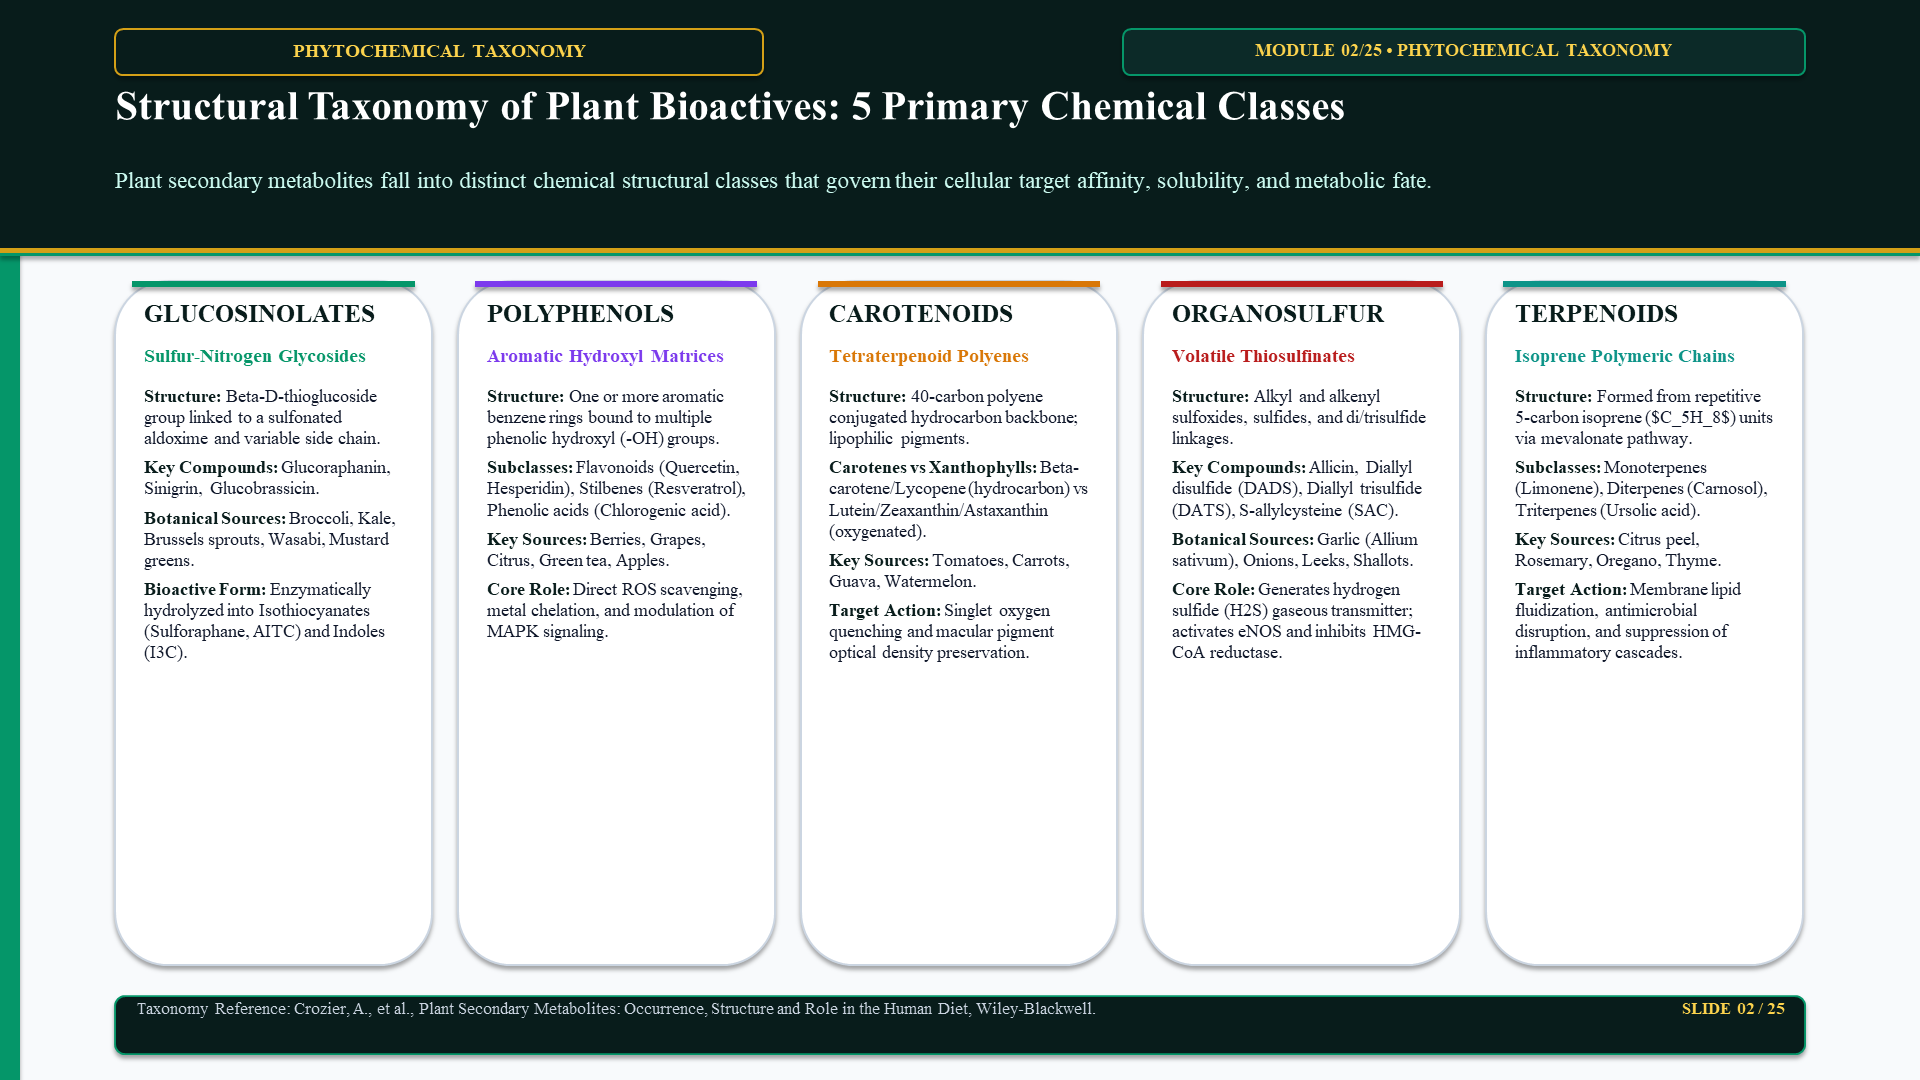 PHYTOCHEMICAL TAXONOMY
MODULE 02/25 • PHYTOCHEMICAL TAXONOMY
Structural Taxonomy of Plant Bioactives: 5 Primary Chemical Classes
Plant secondary metabolites fall into distinct chemical structural classes that govern their cellular target affinity, solubility, and metabolic fate.
GLUCOSINOLATES
Sulfur-Nitrogen Glycosides
Structure: Beta-D-thioglucoside
group linked to a sulfonated
aldoxime and variable side chain.
Key Compounds: Glucoraphanin,
Sinigrin, Glucobrassicin.
Botanical Sources: Broccoli, Kale,
Brussels sprouts, Wasabi, Mustard
greens.
Bioactive Form: Enzymatically
hydrolyzed into Isothiocyanates
(Sulforaphane, AITC) and Indoles
(I3C).
POLYPHENOLS
Aromatic Hydroxyl Matrices
Structure: One or more aromatic
benzene rings bound to multiple
phenolic hydroxyl (-OH) groups.
Subclasses: Flavonoids (Quercetin,
Hesperidin), Stilbenes (Resveratrol),
Phenolic acids (Chlorogenic acid).
Key Sources: Berries, Grapes,
Citrus, Green tea, Apples.
Core Role: Direct ROS scavenging,
metal chelation, and modulation of
MAPK signaling.
CAROTENOIDS
Tetraterpenoid Polyenes
Structure: 40-carbon polyene
conjugated hydrocarbon backbone;
lipophilic pigments.
Carotenes vs Xanthophylls: Beta-
carotene/Lycopene (hydrocarbon) vs
Lutein/Zeaxanthin/Astaxanthin
(oxygenated).
Key Sources: Tomatoes, Carrots,
Guava, Watermelon.
Target Action: Singlet oxygen
quenching and macular pigment
optical density preservation.
ORGANOSULFUR
Volatile Thiosulfinates
Structure: Alkyl and alkenyl
sulfoxides, sulfides, and di/trisulfide
linkages.
Key Compounds: Allicin, Diallyl
disulfide (DADS), Diallyl trisulfide
(DATS), S-allylcysteine (SAC).
Botanical Sources: Garlic (Allium
sativum), Onions, Leeks, Shallots.
Core Role: Generates hydrogen
sulfide (H2S) gaseous transmitter;
activates eNOS and inhibits HMG-
CoA reductase.
TERPENOIDS
Isoprene Polymeric Chains
Structure: Formed from repetitive
5-carbon isoprene ($C_5H_8$) units
via mevalonate pathway.
Subclasses: Monoterpenes
(Limonene), Diterpenes (Carnosol),
Triterpenes (Ursolic acid).
Key Sources: Citrus peel,
Rosemary, Oregano, Thyme.
Target Action: Membrane lipid
fluidization, antimicrobial
disruption, and suppression of
inflammatory cascades.
Taxonomy Reference: Crozier, A., et al., Plant Secondary Metabolites: Occurrence, Structure and Role in the Human Diet, Wiley-Blackwell.
SLIDE 02 / 25